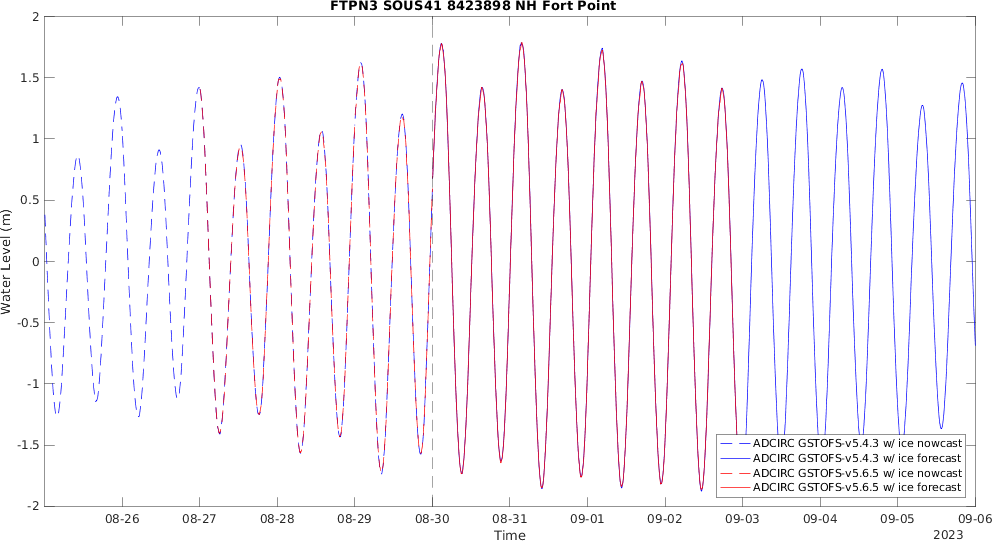 FTPN3 SOUS41 8423898 NH Fort Point
Water Level (m)
2
1.5
1
0.5
0
-0.5
-1
-1.5
-2
ADCIRC GSTOFS-v5.4.3 w/ ice nowcast
ADCIRC GSTOFS-v5.4.3 w/ ice forecast
ADCIRC GSTOFS-v5.6.5 w/ ice nowcast
ADCIRC GSTOFS-v5.6.5 w/ ice forecast
08-26 08-27 08-28 08-29 08-30 08-31 09-01 09-02 09-03 09-04 09-05 09-06
Time
2023